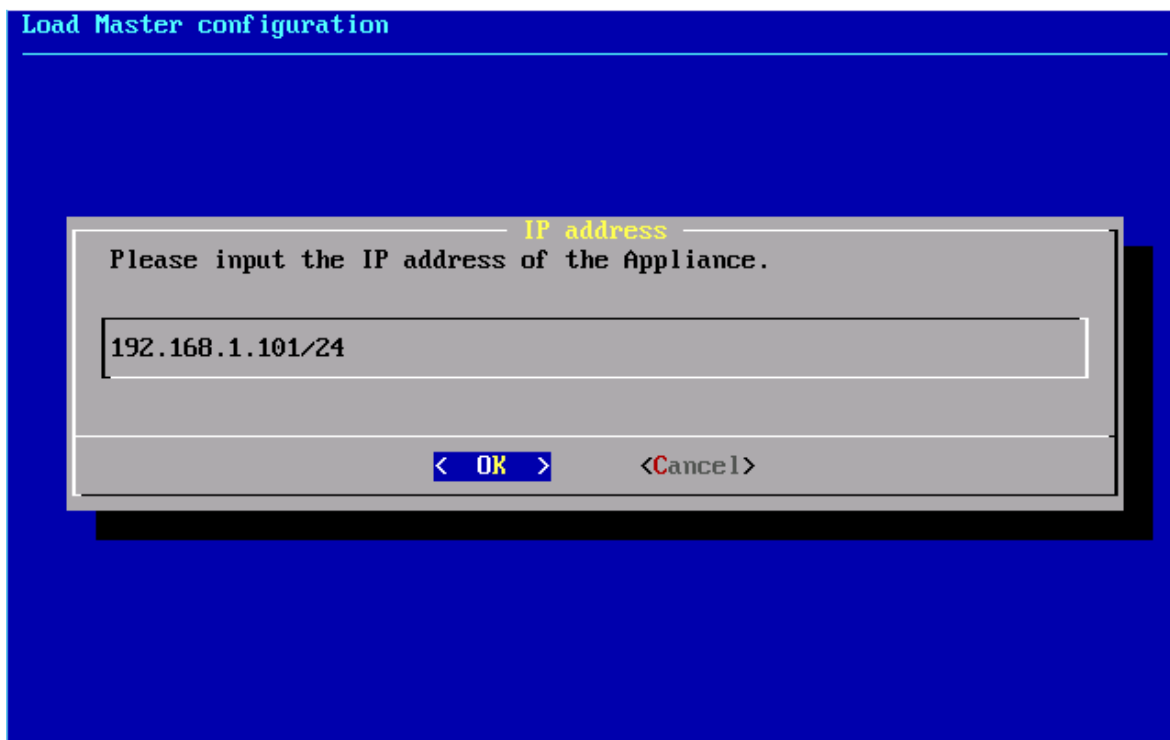 Load Master configuration
IP address
Please input the IP address of the Appliance.
192.168.1.101/24
< OK > <Cancel>